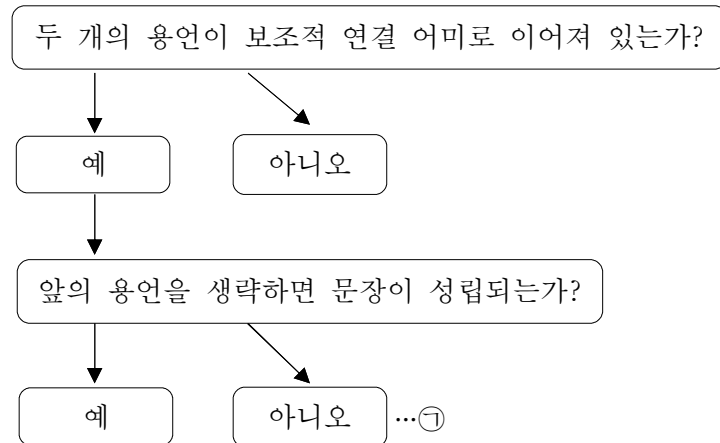 두 개의 용언이 보조적 연결 어미로 이어져 있는가?
예 아니오
앞의 용언을 생략하면 문장이 성립되는가?
예 아니오 …㉠